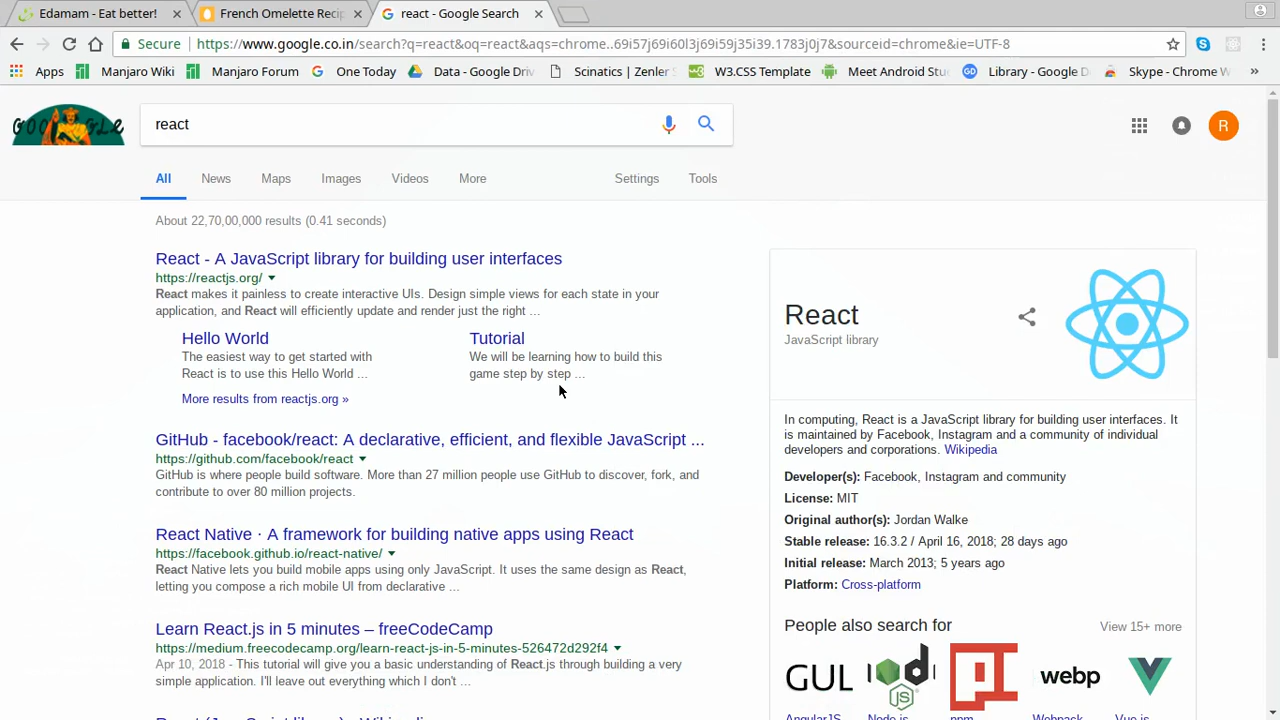 Edamam - Eat better!
French Omelette Recip
react - Google Search
Secure
https://www.google.co.in/search?q=react&oq=react&aqs=chrome..69i57j69i60l3j69i59j35i39.1783j0j7&sourceid=chrome&ie=UTF-8
Apps
Manjaro Wiki
Manjaro Forum
One Today
Data - Google Driv
Scinatics | Zenler S
W3.CSS Template
Meet Android Stu
Library - Google D
Skype - Chrome W
»
GOOGLE
react
R
All
News
Maps
Images
Videos
More
Settings
Tools
About 22,70,00,000 results (0.41 seconds)
React - A JavaScript library for building user interfaces
https://reactjs.org/
React makes it painless to create interactive UIs. Design simple views for each state in your
application, and React will efficiently update and render just the right ...
Hello World
The easiest way to get started with
React is to use this Hello World ...
Tutorial
We will be learning how to build this
game step by step ...
More results from reactjs.org »
GitHub - facebook/react: A declarative, efficient, and flexible JavaScript ...
https://github.com/facebook/react
GitHub is where people build software. More than 27 million people use GitHub to discover, fork, and
contribute to over 80 million projects.
React Native · A framework for building native apps using React
https://facebook.github.io/react-native/
React Native lets you build mobile apps using only JavaScript. It uses the same design as React,
letting you compose a rich mobile UI from declarative ...
Learn React.js in 5 minutes – freeCodeCamp
https://medium.freecodecamp.org/learn-react-js-in-5-minutes-526472d292f4
Apr 10, 2018 - This tutorial will give you a basic understanding of React.js through building a very
simple application. I'll leave out everything which I don't ...
React (JavaScript library) - Wikipedia
React
JavaScript library
In computing, React is a JavaScript library for building user interfaces. It
is maintained by Facebook, Instagram and a community of individual
developers and corporations. Wikipedia
Developer(s): Facebook, Instagram and community
License: MIT
Original author(s): Jordan Walke
Stable release: 16.3.2 / April 16, 2018; 28 days ago
Initial release: March 2013; 5 years ago
Platform: Cross-platform
People also search for
View 15+ more
GUL
JS
webp
AngularJS
Node.js
npm
Webpack
Vue.js